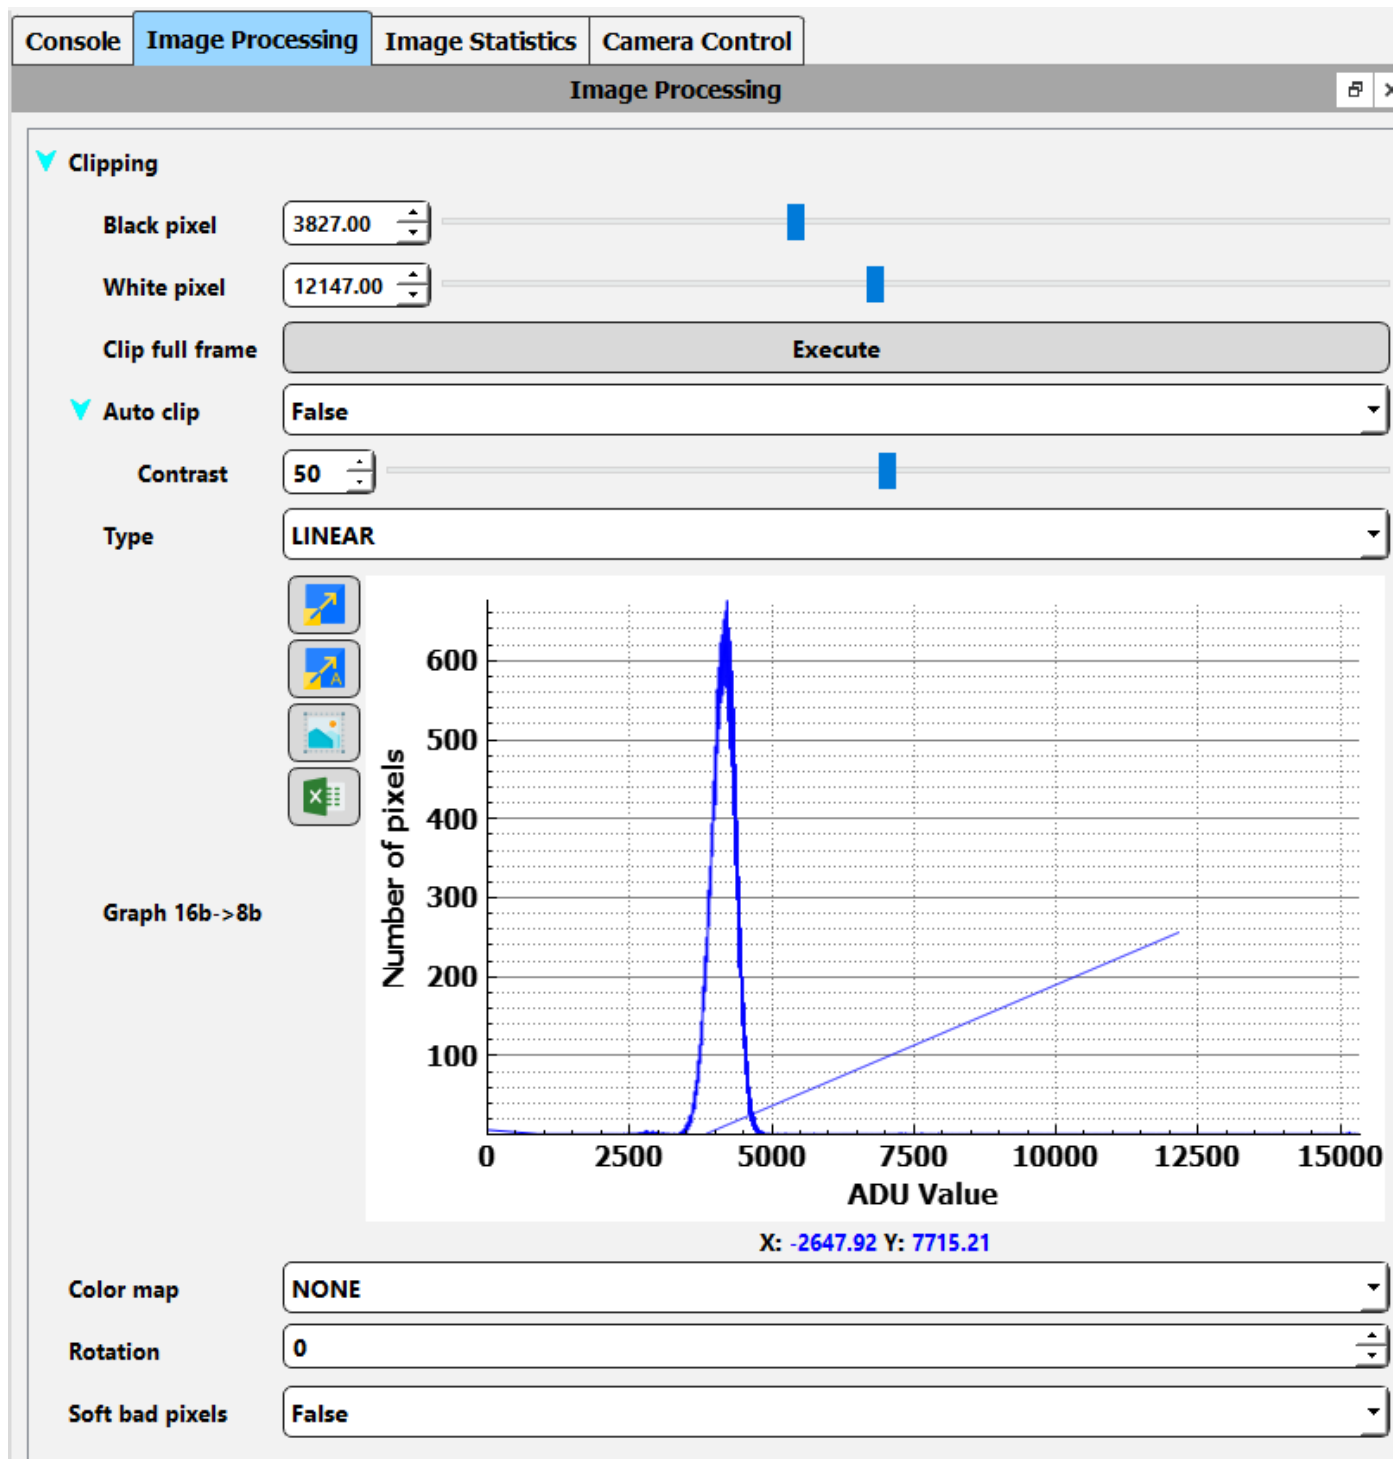 Console Image Processing Image Statistics Camera Control
Image Processing
Clipping
Black pixel 3827.00
White pixel 12147.00
Clip full frame Execute
Auto clip False
Contrast 50
Type LINEAR
A
X
600
500
400
300
200
100
Number of pixels
Graph 16b->8b
0 2500 5000 7500 10000 12500 15000
ADU Value
X: -2647.92 Y: 7715.21
Color map NONE
Rotation 0
Soft bad pixels False